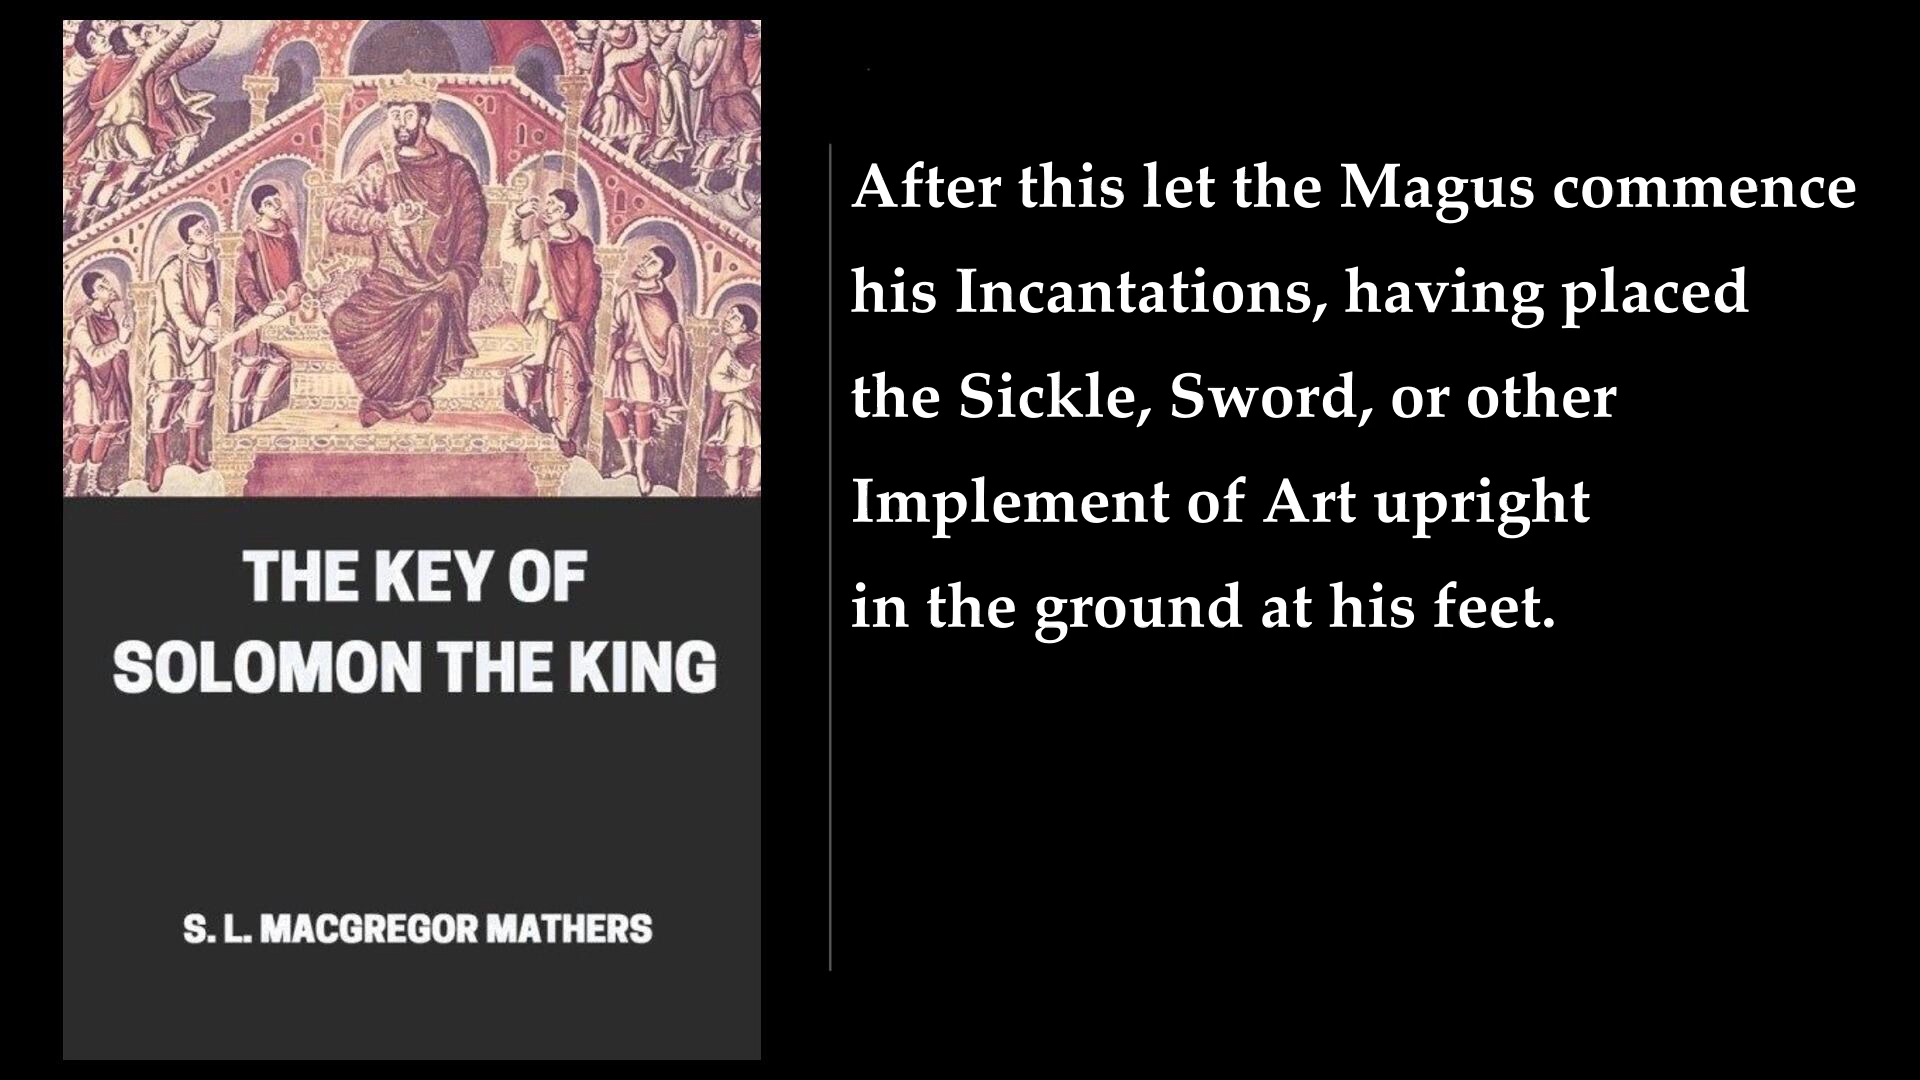 THE KEY OF
SOLOMON THE KING
S. L. MACGREGOR MATHERS
After this let the Magus commence
his Incantations, having placed
the Sickle, Sword, or other
Implement of Art upright
in the ground at his feet.